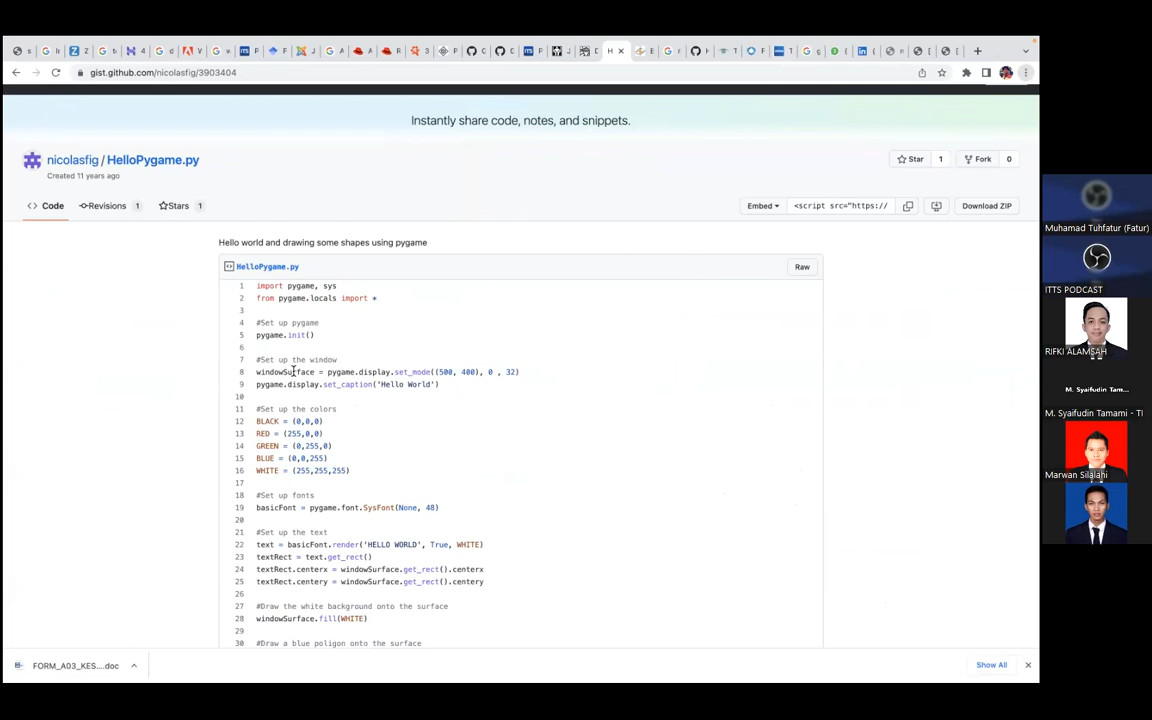 gist.github.com/nicolasfig/3903404
Instantly share code, notes, and snippets.
nicolasfig / HelloPygame.py
Created 11 years ago
Star 1
Fork 0
Code
Revisions 1
Stars 1
Embed
<script src="https://
Download ZIP
Hello world and drawing some shapes using pygame
HelloPygame.py
Raw
1 import pygame, sys
2 from pygame.locals import *
3
4 #Set up pygame
5 pygame.init()
6
7 #Set up the window
8 windowSurface = pygame.display.set_mode((500, 400), 0 , 32)
9 pygame.display.set_caption('Hello World')
10
11 #Set up the colors
12 BLACK = (0,0,0)
13 RED = (255,0,0)
14 GREEN = (0,255,0)
15 BLUE = (0,0,255)
16 WHITE = (255,255,255)
17
18 #Set up fonts
19 basicFont = pygame.font.SysFont(None, 48)
20
21 #Set up the text
22 text = basicFont.render('HELLO WORLD', True, WHITE)
23 textRect = text.get_rect()
24 textRect.centerx = windowSurface.get_rect().centerx
25 textRect.centery = windowSurface.get_rect().centery
26
27 #Draw the white background onto the surface
28 windowSurface.fill(WHITE)
29
30 #Draw a blue poligon onto the surface
FORM_A03_KES....doc
Show All
Muhamad Tuhfatur (Fatur)
ITTS PODCAST
RIFKI ALAMSAH
M. Syaifudin Tam...
M. Syaifudin Tamami - TI
Marwan Silalahi